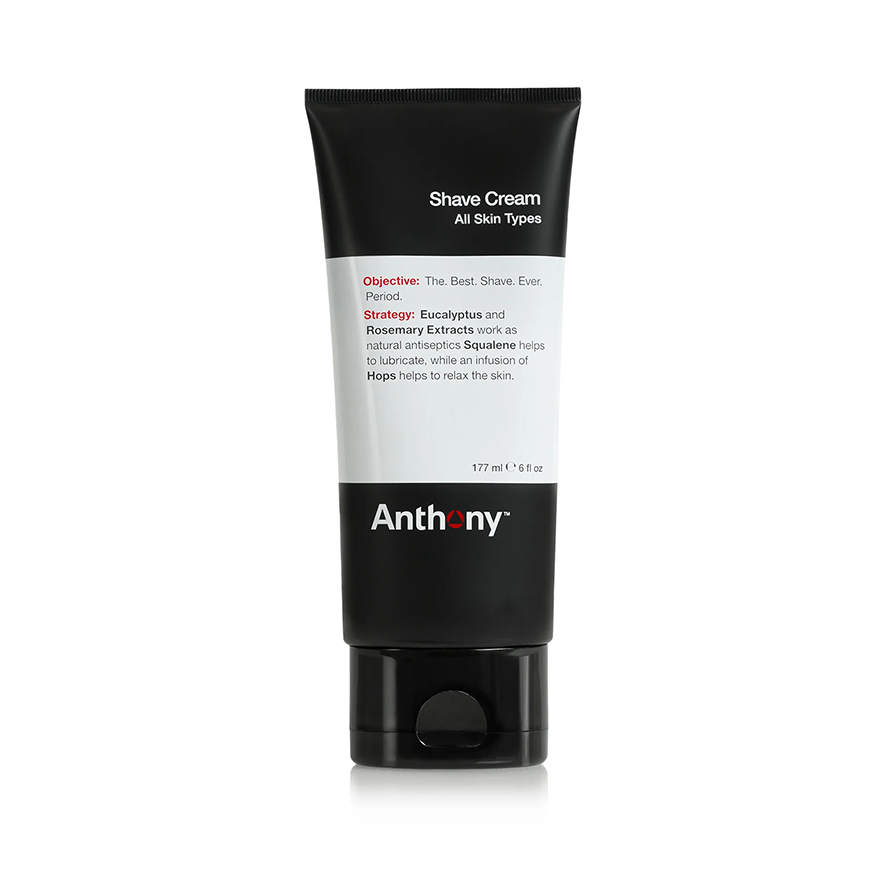 Shave Cream
All Skin Types
Objective: The. Best. Shave. Ever.
Period.
Strategy: Eucalyptus and
Rosemary Extracts work as
natural antiseptics Squalene helps
to lubricate, while an infusion of
Hops helps to relax the skin.
177 ml ℮ 6 fl oz
Anthony™